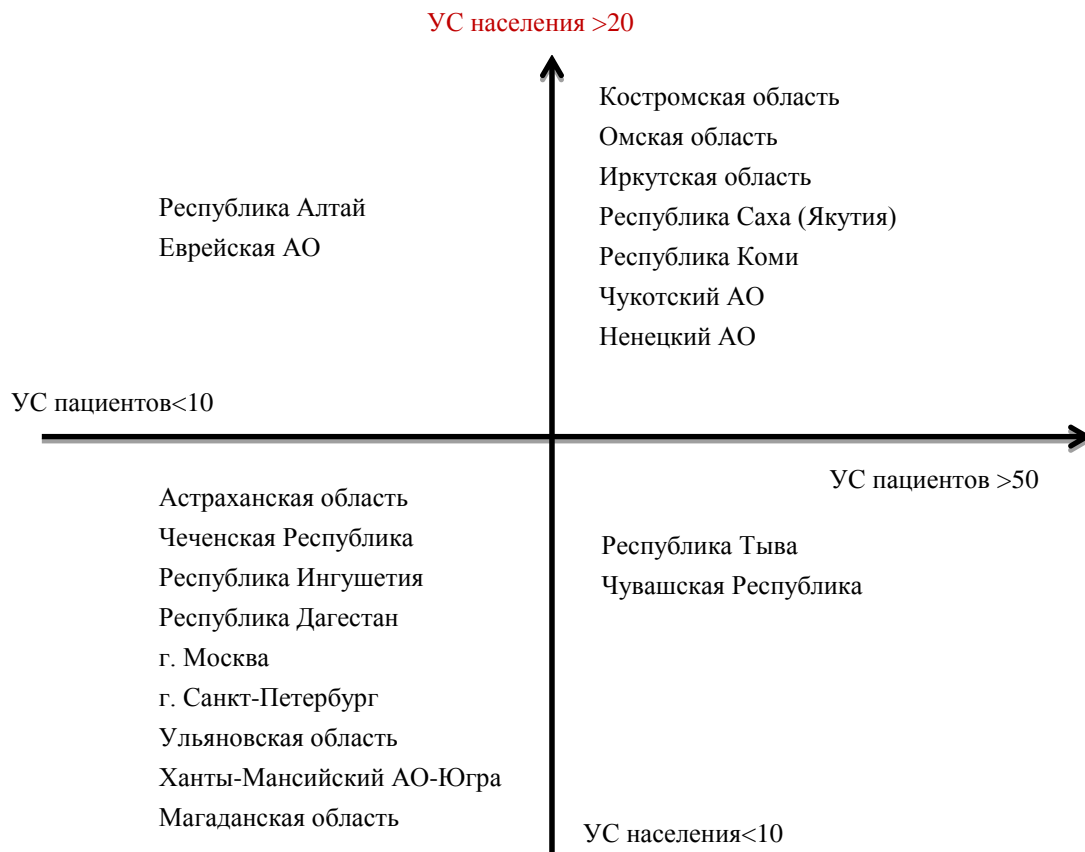 УС населения >20
Костромская область
Омская область
Иркутская область
Республика Саха (Якутия)
Республика Коми
Чукотский АО
Ненецкий АО
Республика Алтай
Еврейская АО
УС пациентов<10
УС пациентов >50
Астраханская область
Чеченская Республика
Республика Ингушетия
Республика Дагестан
г. Москва
г. Санкт-Петербург
Ульяновская область
Ханты-Мансийский АО-Югра
Магаданская область
Республика Тыва
Чувашская Республика
УС населения<10